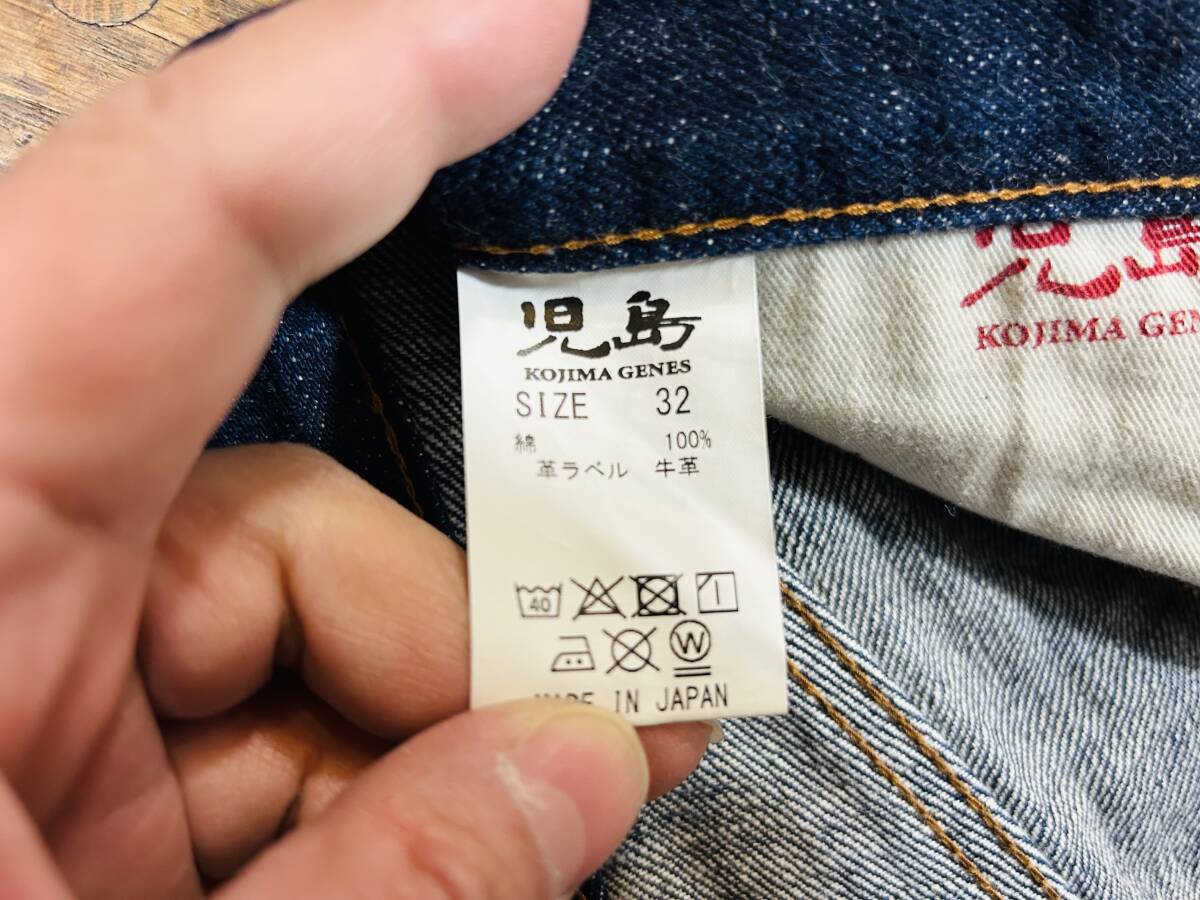 児島
KOJIMA GENES
SIZE 32
綿 100%
革ラベル 牛革
40
W
MADE IN JAPAN
児島
KOJIMA GEN